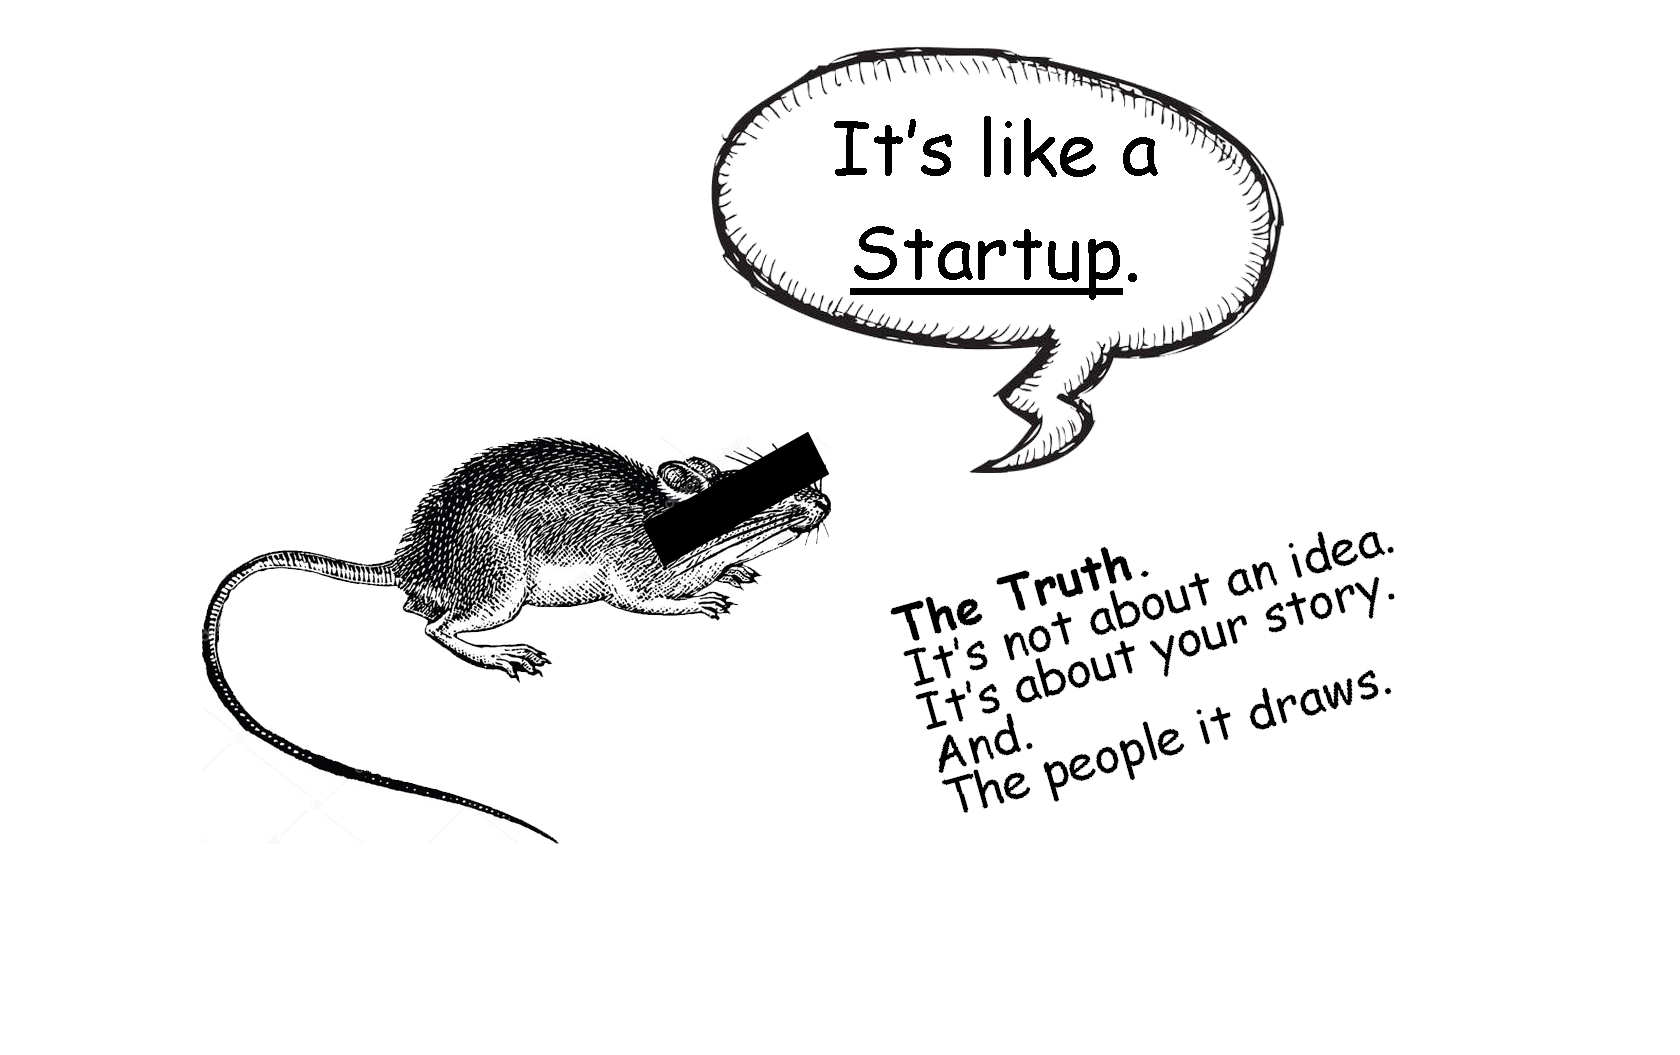 It's like a
Startup.
The Truth.
It's not about an idea.
It's about your story.
And.
The people it draws.